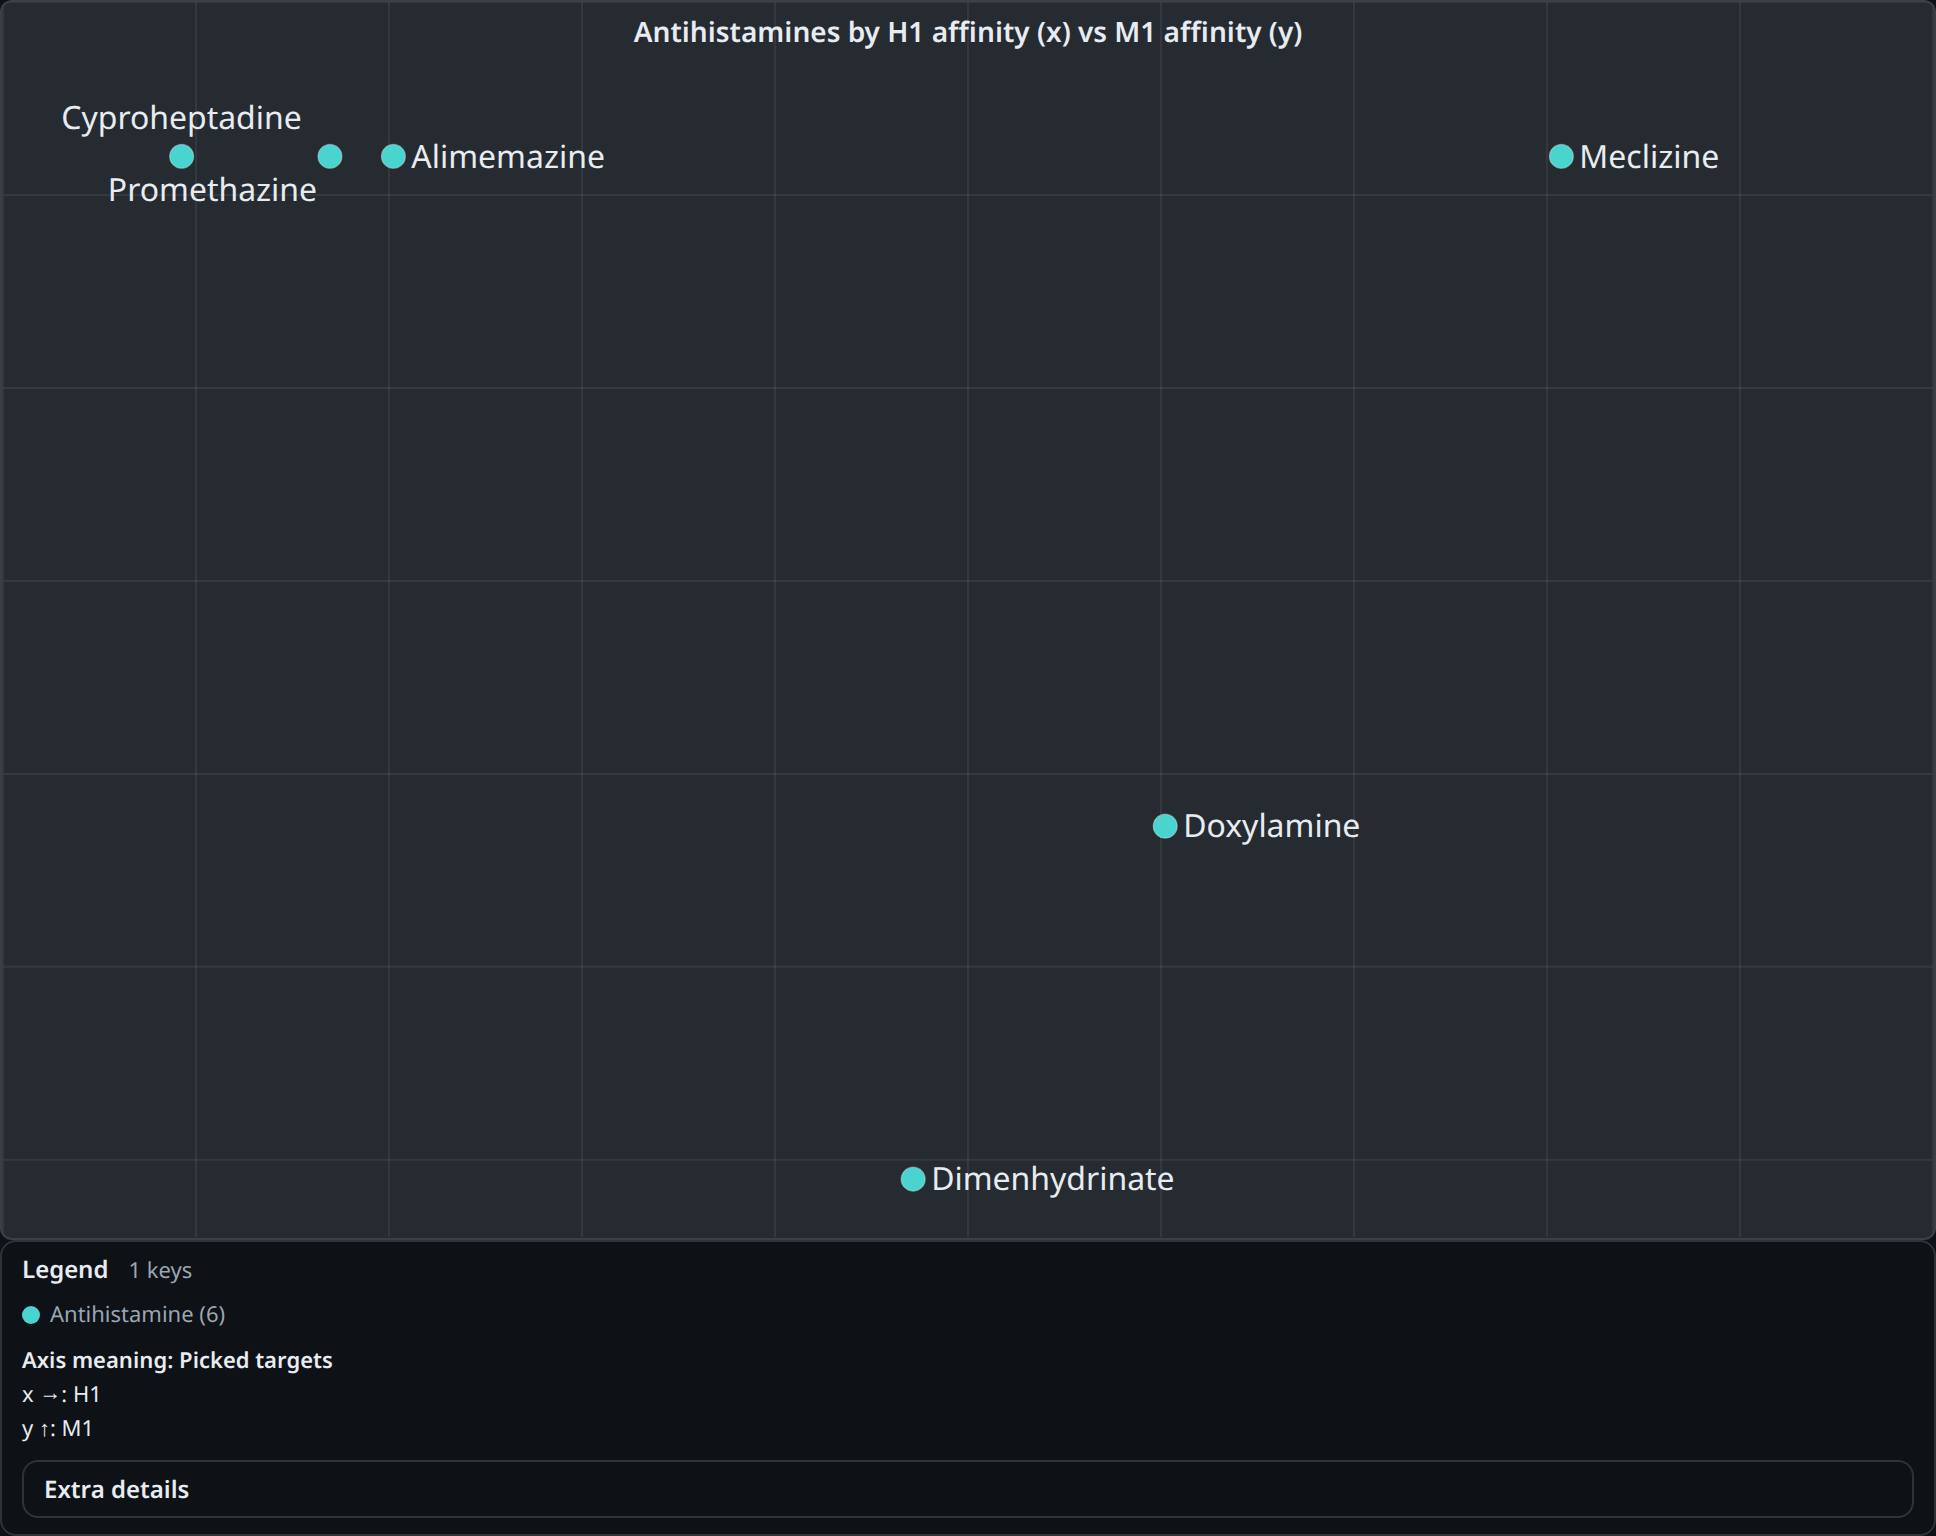 Antihistamines by H1 affinity (x) vs M1 affinity (y)
Cyproheptadine
Alimemazine
Meclizine
Promethazine
Doxylamine
Dimenhydrinate
Legend 1 keys
Antihistamine (6)
Axis meaning: Picked targets
x →: H1
y ↑: M1
Extra details